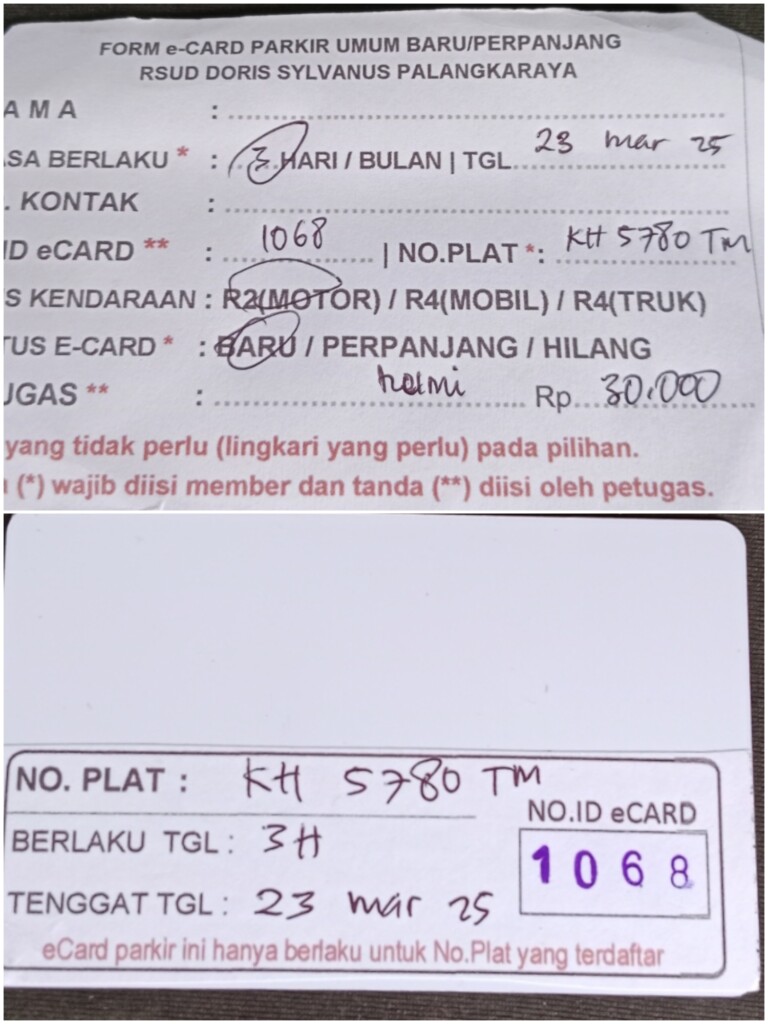 FORM e-CARD PARKIR UMUM BARU/PERPANJANG
RSUD DORIS SYLVANUS PALANGKARAYA
AMA : 
SA BERLAKU * : 3 HARI / BULAN | TGL 23 mar 25
. KONTAK :
ID eCARD ** : 1068 | NO.PLAT * : KH 5780 TM
S KENDARAAN : R2(MOTOR) / R4(MOBIL) / R4(TRUK)
TUS E-CARD * : BARU / PERPANJANG / HILANG
UGAS ** : helmi Rp 30.000
yang tidak perlu (lingkari yang perlu) pada pilihan.
(*) wajib diisi member dan tanda (**) diisi oleh petugas.
NO. PLAT : KH 5780 TM
NO.ID eCARD
BERLAKU TGL : 3H
1068
TENGGAT TGL : 23 mar 25
eCard parkir ini hanya berlaku untuk No.Plat yang terdaftar